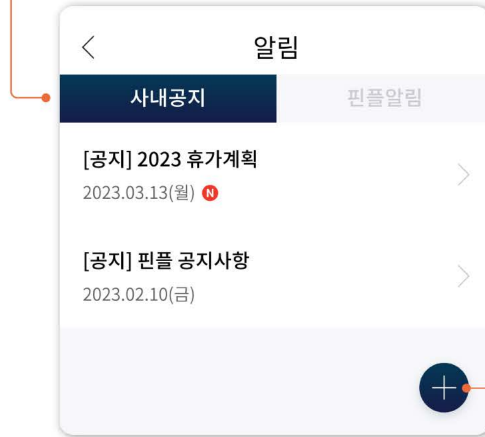 알림
사내공지
핀플알림
[공지] 2023 휴가계획
2023.03.13(월) N
[공지] 핀플 공지사항
2023.02.10(금)